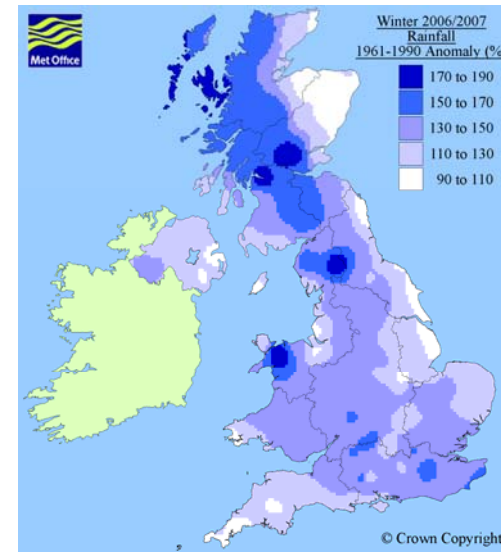 Met Office
Winter 2006/2007
Rainfall
1961-1990 Anomaly (%
170 to 190
150 to 170
130 to 150
110 to 130
90 to 110
© Crown Copyright